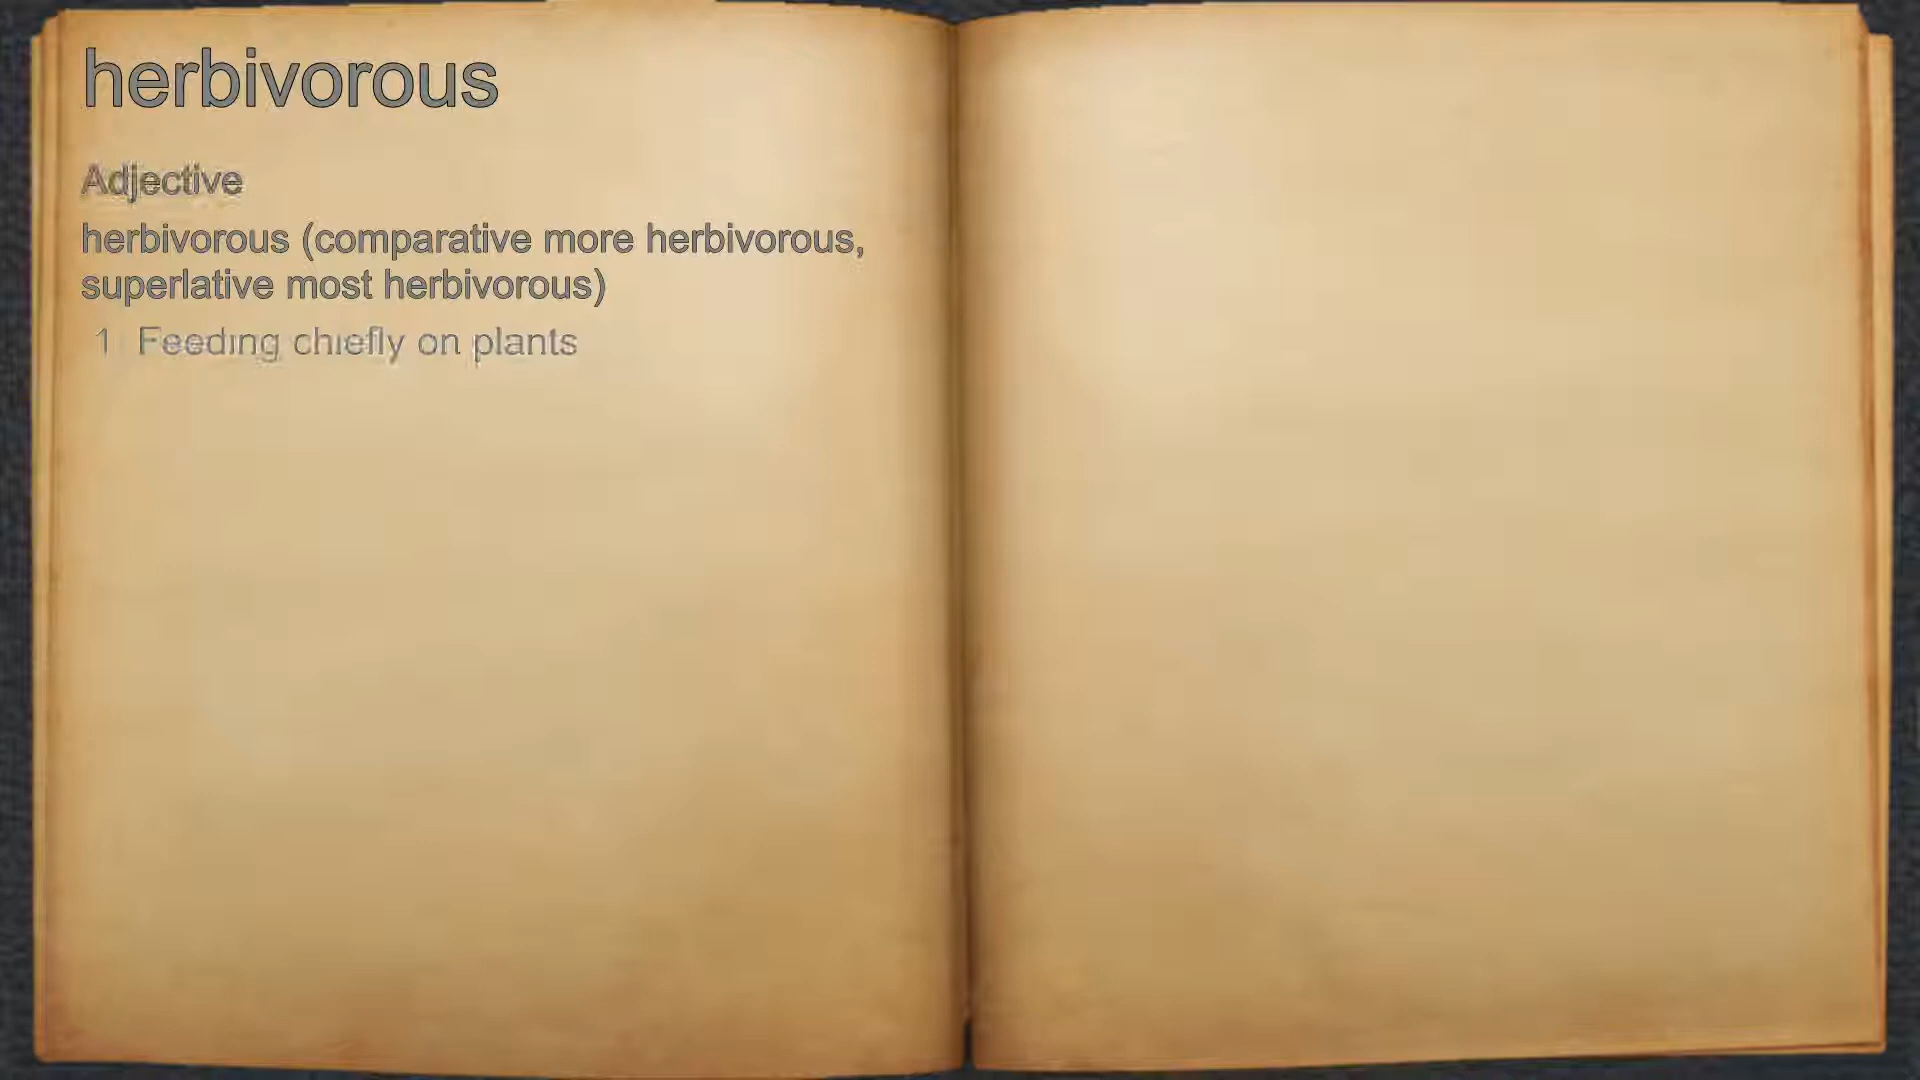 herbivorous
Adjective
herbivorous (comparative more herbivorous,
superlative most herbivorous)
1 Feeding chiefly on plants